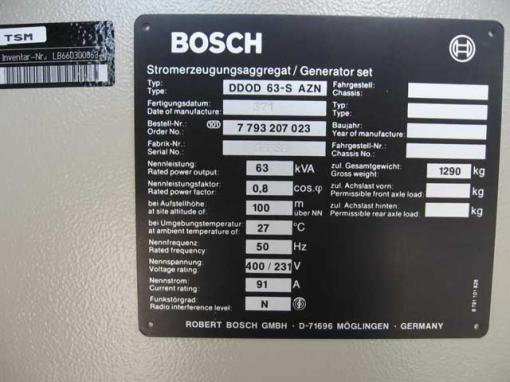 TSM
Inventar-Nr. LB660300863
BOSCH
Stromerzeugungsaggregat / Generator set
Typ: DDOD 63-S AZN
Type:
Fertigungsdatum: 371
Date of manufacture:
Bestell-Nr.: 7 793 207 023
Order No.:
Fabrik-Nr.:
Serial No.:
Nennleistung: 63 kVA
Rated power output:
Nennleistungsfaktor: 0,8 cos.φ
Rated power factor:
bei Aufstellhöhe: 100 m
at site altitude of: über NN
bei Umgebungstemperatur 27 °C
at ambient temperature of:
Nennfrequenz: 50 Hz
Rated frequency:
Nennspannung: 400 / 231 V
Voltage rating:
Nennstrom: 91 A
Current rating:
Funkstörgrad: N
Radio interference level:
Fahrgestell:
Chassis:
Typ:
Type:
Baujahr:
Year of manufacture:
Fahrgestell-Nr.:
Chassis No.:
zul. Gesamtgewicht: 1290 kg
Gross weight:
zul. Achslast vorn: kg
Permissible front axle load:
zul. Achslast hinten: kg
Permissible rear axle load:
8 781 101 826
ROBERT BOSCH GMBH · D-71696 MÖGLINGEN · GERMANY